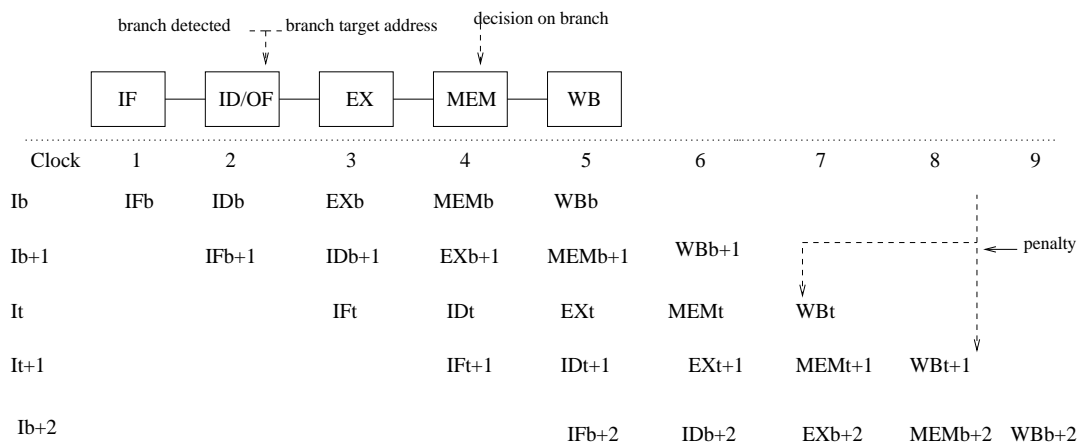 branch detected branch target address decision on branch
IF ID/OF EX MEM WB
Clock 1 2 3 4 5 6 7 8 9
Ib IFb IDb EXb MEMb WBb
Ib+1 IFb+1 IDb+1 EXb+1 MEMb+1 WBb+1 penalty
It IFt IDt EXt MEMt WBt
It+1 IFt+1 IDt+1 EXt+1 MEMt+1 WBt+1
Ib+2 IFb+2 IDb+2 EXb+2 MEMb+2 WBb+2